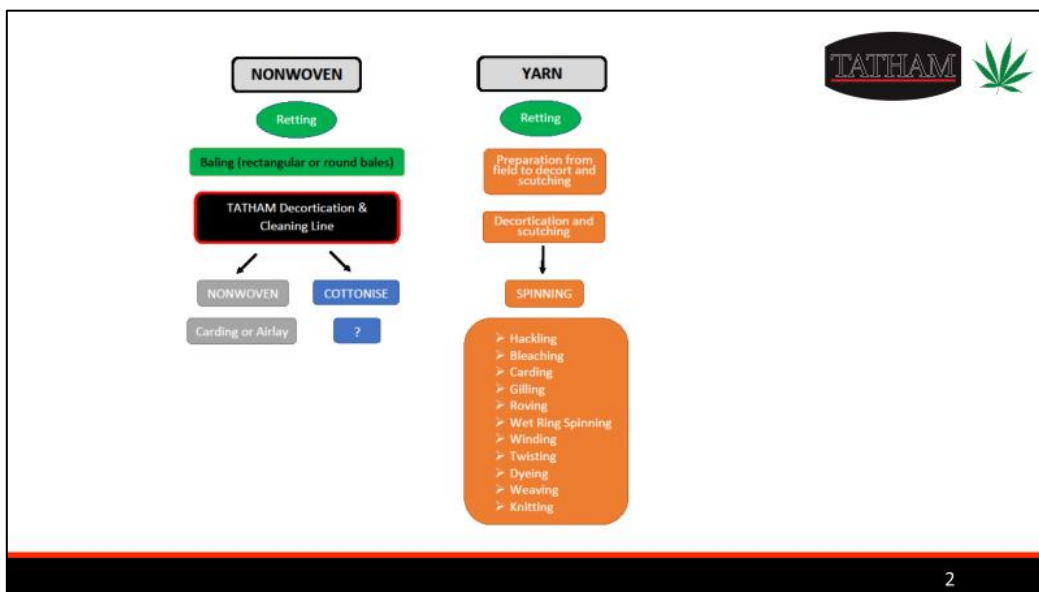 TATHAM
NONWOVEN
Retting
Baling (rectangular or round bales)
TATHAM Decortication &
Cleaning Line
NONWOVEN
COTTONISE
Carding or Airlay
?
YARN
Retting
Preparation from
field to decort and
scutching
Decortication and
scutching
SPINNING
➢ Hackling
➢ Bleaching
➢ Carding
➢ Gilling
➢ Roving
➢ Wet Ring Spinning
➢ Winding
➢ Twisting
➢ Dyeing
➢ Weaving
➢ Knitting
2